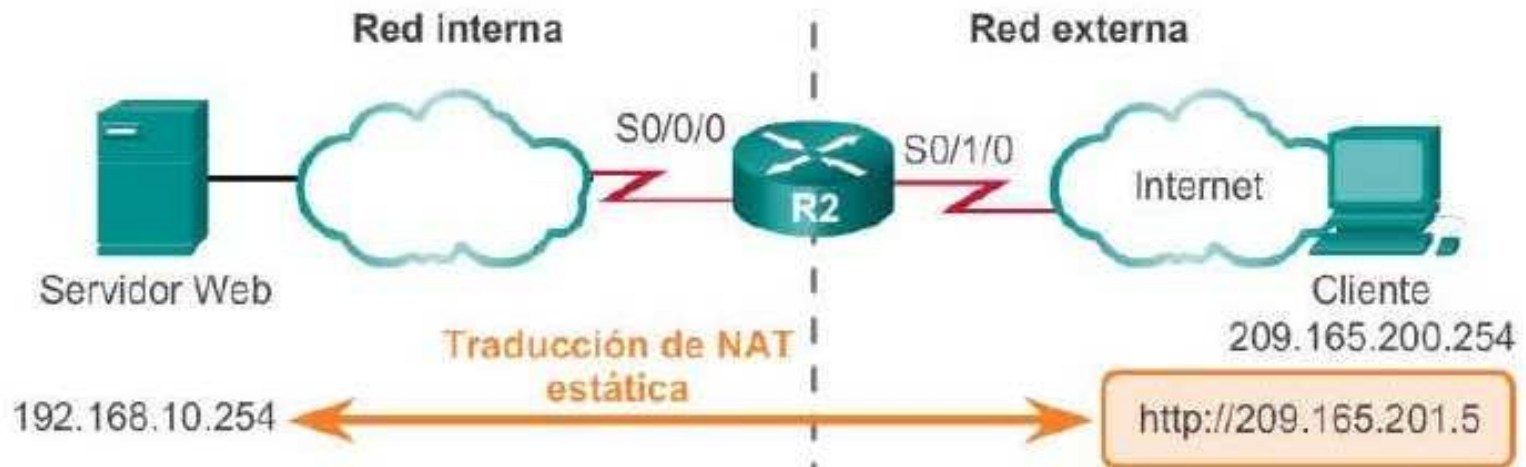 Red interna
Red externa
S0/0/0
S0/1/0
R2
Internet
Servidor Web
Cliente
209.165.200.254
Traducción de NAT
estática
192.168.10.254
http://209.165.201.5